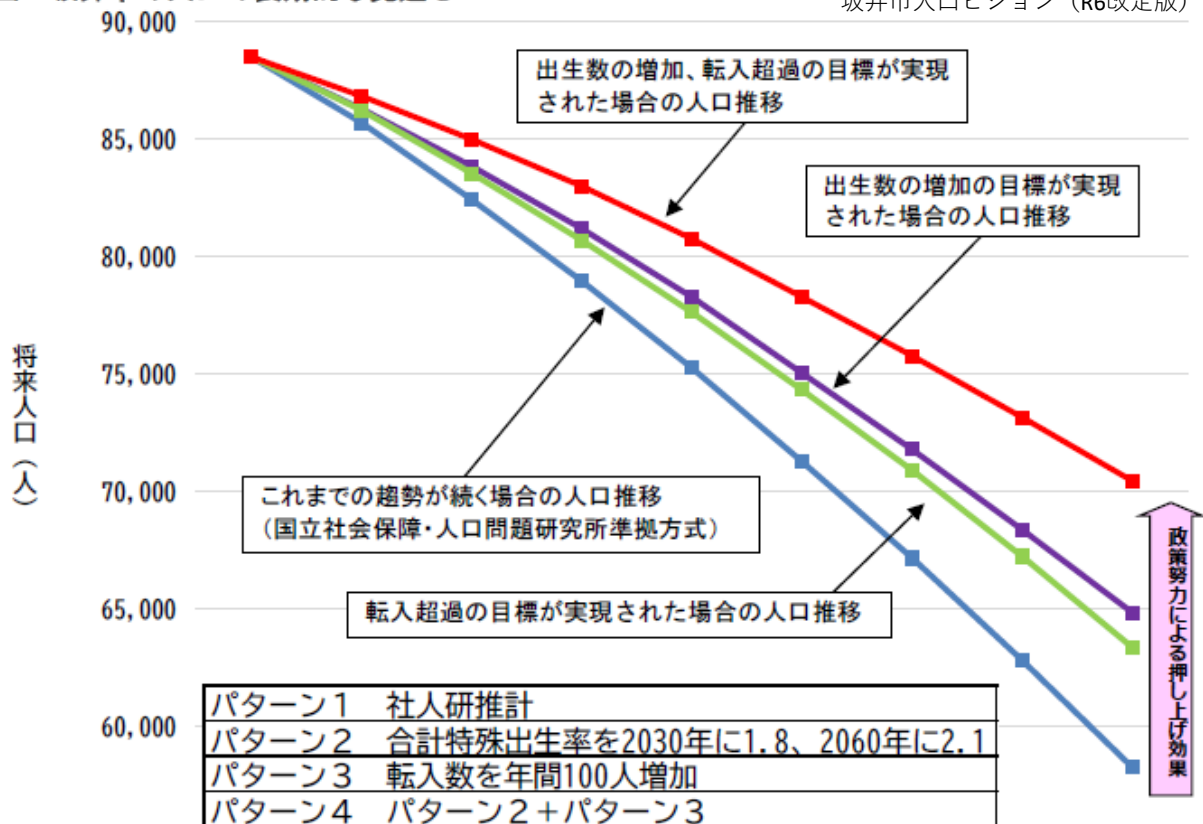 坂井市人口ビジョン（R6改定版）
90,000
出生数の増加、転入超過の目標が実現
された場合の人口推移
85,000
出生数の増加の目標が実現
された場合の人口推移
80,000
将来人口（人）
75,000
70,000
これまでの趨勢が続く場合の人口推移
（国立社会保障・人口問題研究所準拠方式）
政策努力による押し上げ効果
65,000
転入超過の目標が実現された場合の人口推移
60,000
パターン１　社人研推計
パターン２　合計特殊出生率を2030年に1.8、2060年に2.1
パターン３　転入数を年間100人増加
パターン４　パターン２＋パターン３